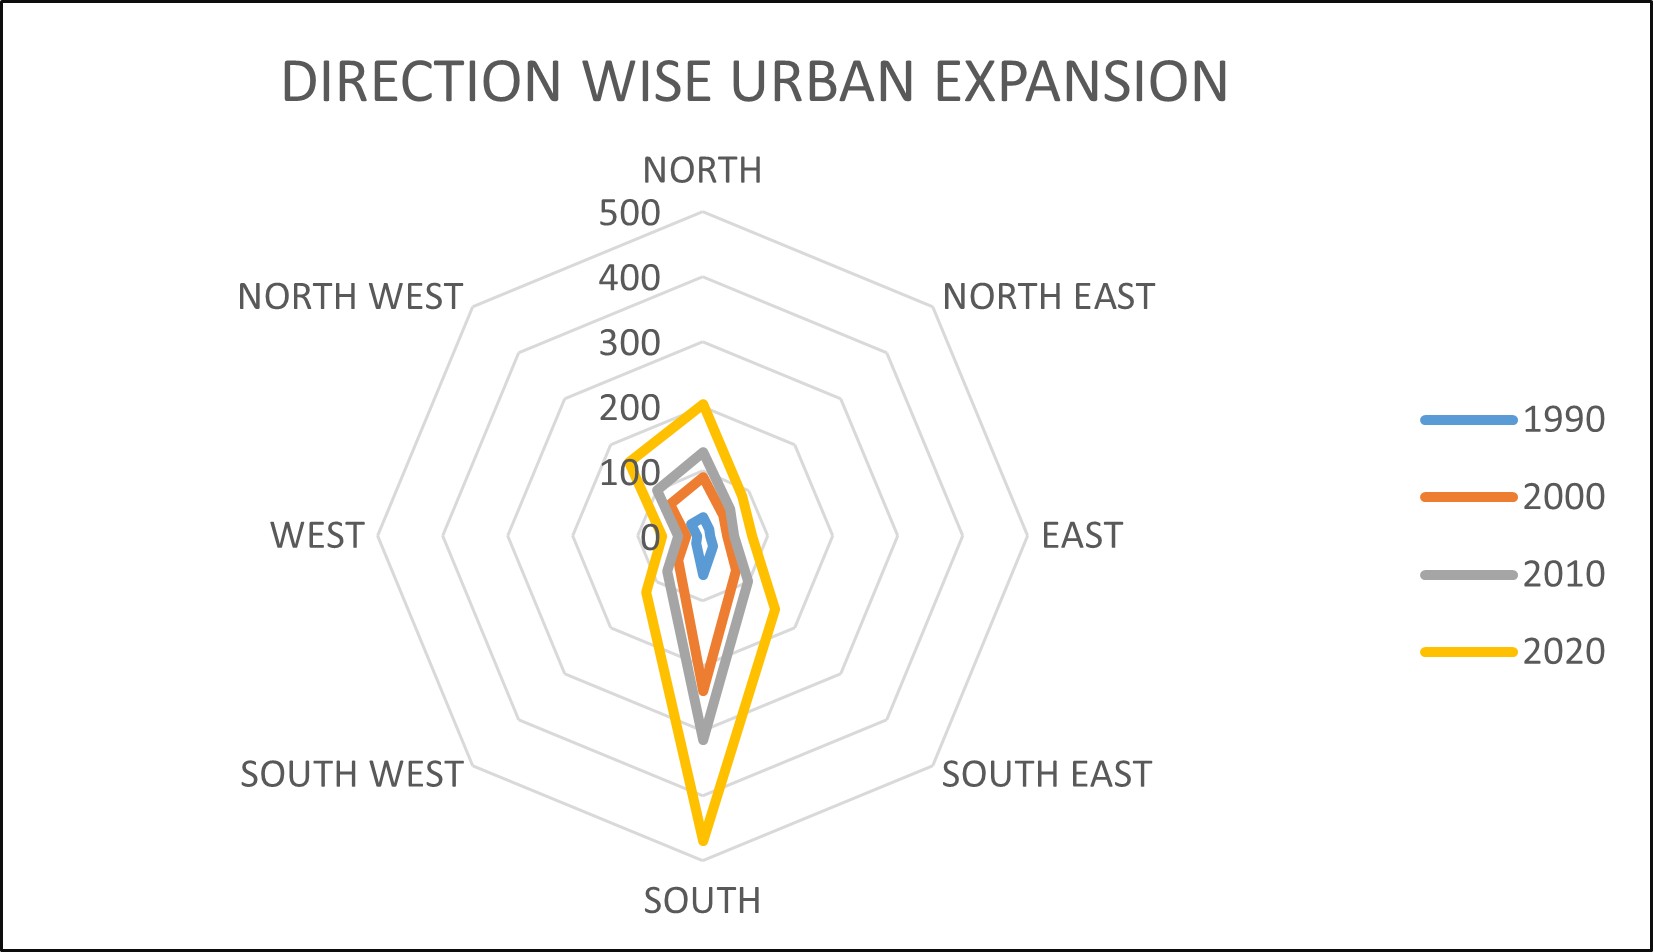 DIRECTION WISE URBAN EXPANSION
NORTH
500
400
NORTH WEST
NORTH EAST
300
200
100
0
WEST
EAST
SOUTH WEST
SOUTH EAST
SOUTH
1990
2000
2010
2020